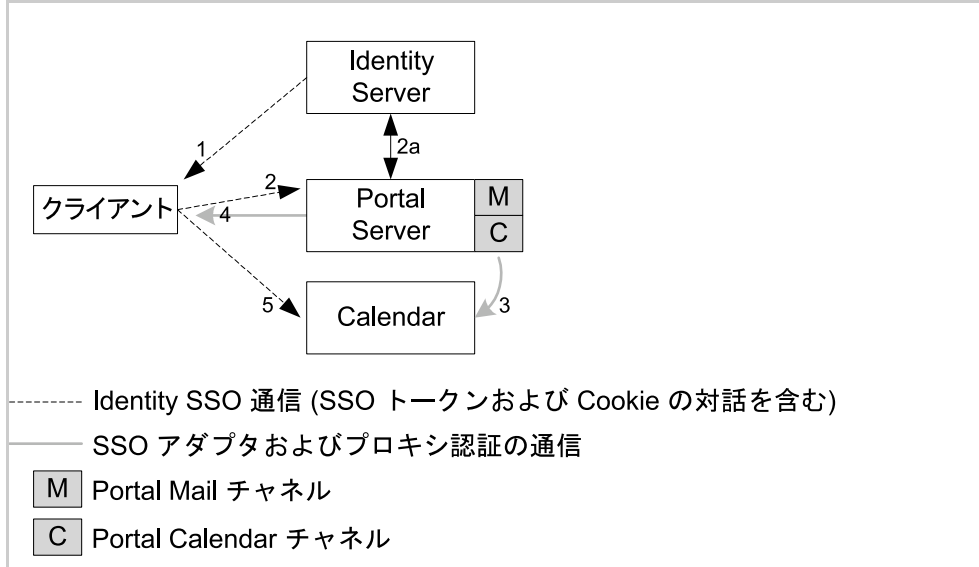 Identity
Server
1
2a
クライアント
2
4
Portal
Server
M
C
5
Calendar
3
Identity SSO 通信 (SSO トークンおよび Cookie の対話を含む)
SSO アダプタおよびプロキシ認証の通信
M Portal Mail チャネル
C Portal Calendar チャネル